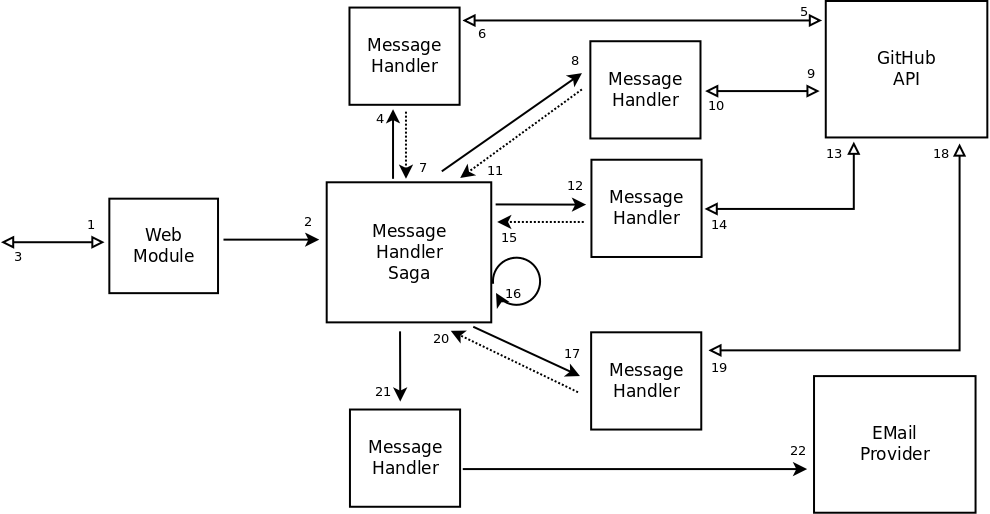 5
6
Message
Handler
GitHub
API
8
9
Message
Handler
10
4
7
11
13
18
12
Message
Handler
14
1
2
Web
Module
3
Message
Handler
Saga
15
16
20
17
Message
Handler
19
21
Message
Handler
22
EMail
Provider